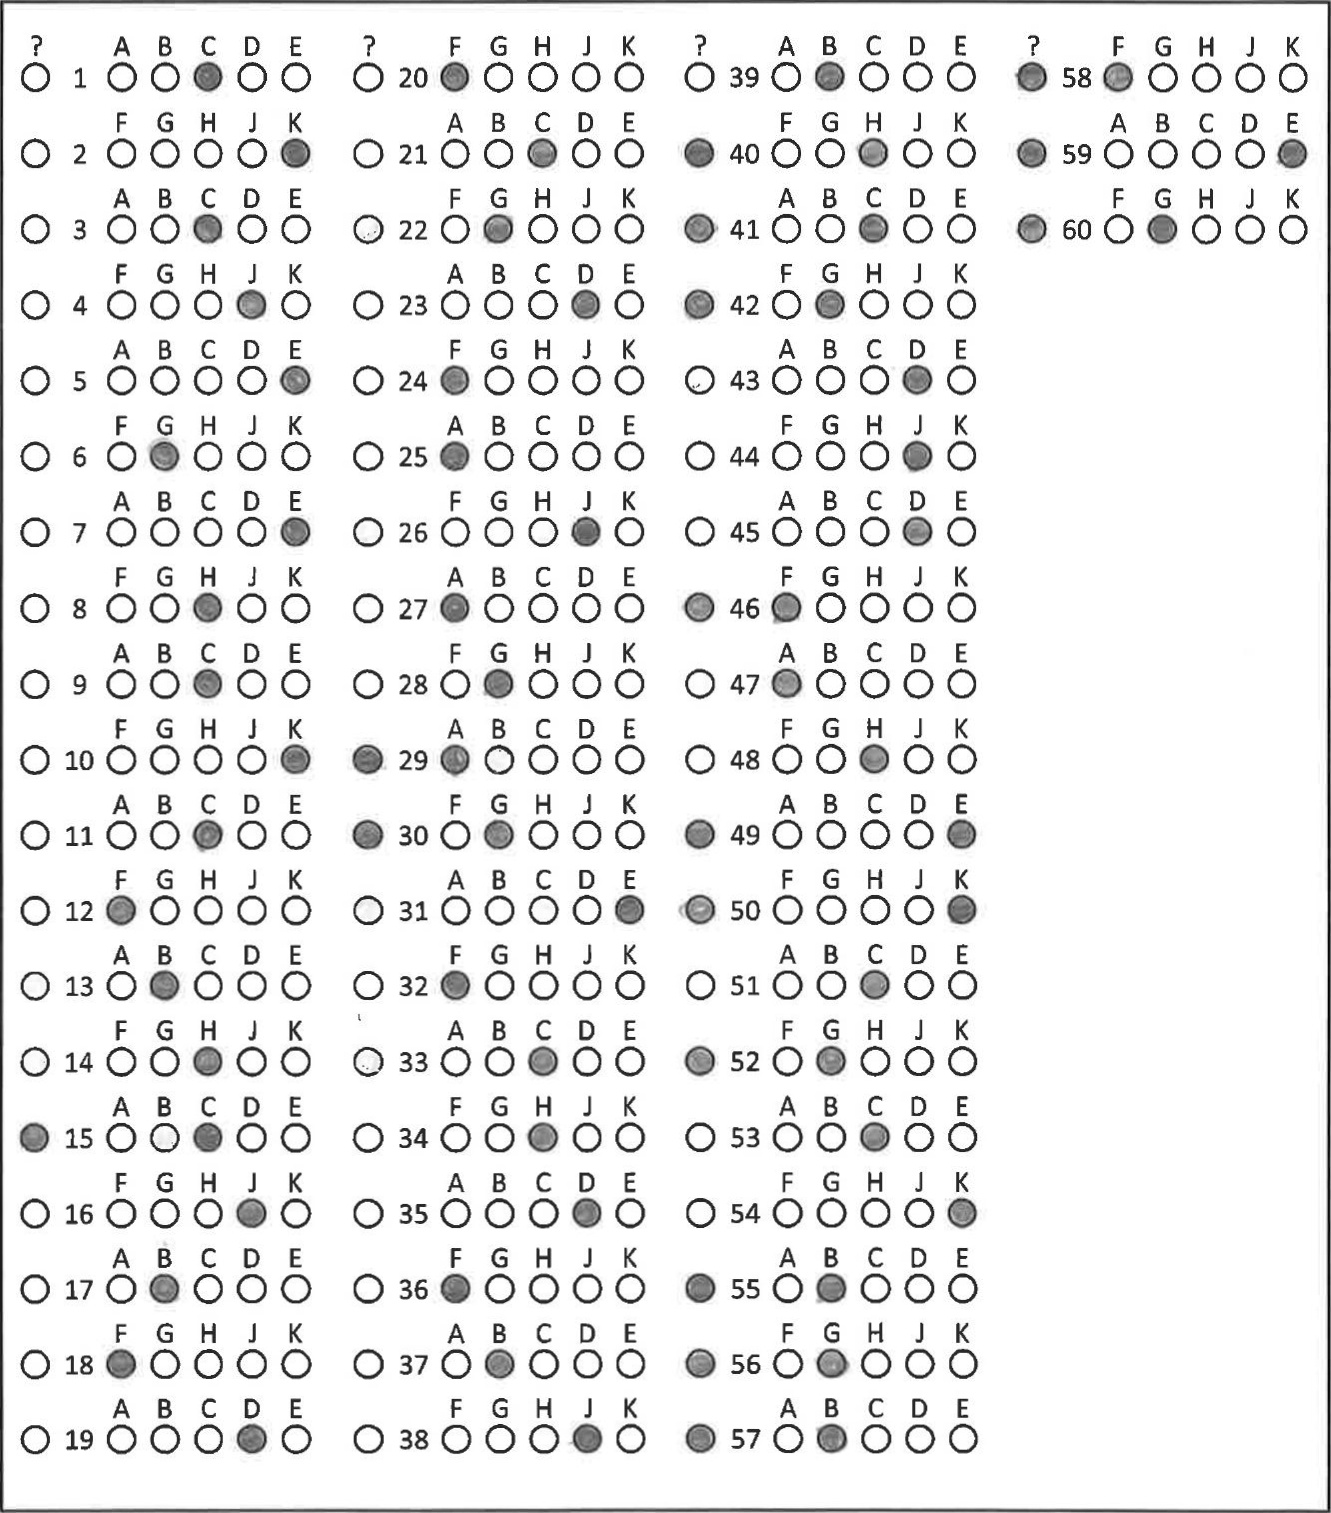 ? A B C D E ? F G H J K ? A B C D E ? F G H J K
1 20 39 58
F G H J K A B C D E F G H J K A B C D E
2 21 40 59
A B C D E F G H J K A B C D E F G H J K
3 22 41 60
F G H J K A B C D E F G H J K
4 23 42
A B C D E F G H J K A B C D E
5 24 43
F G H J K A B C D E F G H J K
6 25 44
A B C D E F G H J K A B C D E
7 26 45
F G H J K A B C D E F G H J K
8 27 46
A B C D E F G H J K A B C D E
9 28 47
F G H J K A B C D E F G H J K
10 29 48
A B C D E F G H J K A B C D E
11 30 49
F G H J K A B C D E F G H J K
12 31 50
A B C D E F G H J K A B C D E
13 32 51
F G H J K A B C D E F G H J K
14 33 52
A B C D E F G H J K A B C D E
15 34 53
F G H J K A B C D E F G H J K
16 35 54
A B C D E F G H J K A B C D E
17 36 55
F G H J K A B C D E F G H J K
18 37 56
A B C D E F G H J K A B C D E
19 38 57